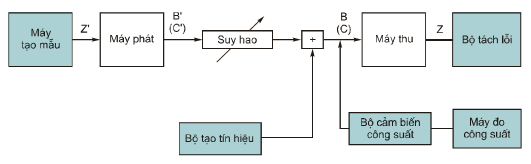 Máy
tạo mẫu
Z'
Máy phát
B'
(C')
Suy hao
+
B
(C)
Máy thu
Z
Bộ tách lỗi
Bộ tạo tín hiệu
Bộ cảm biến
công suất
Máy đo
công suất